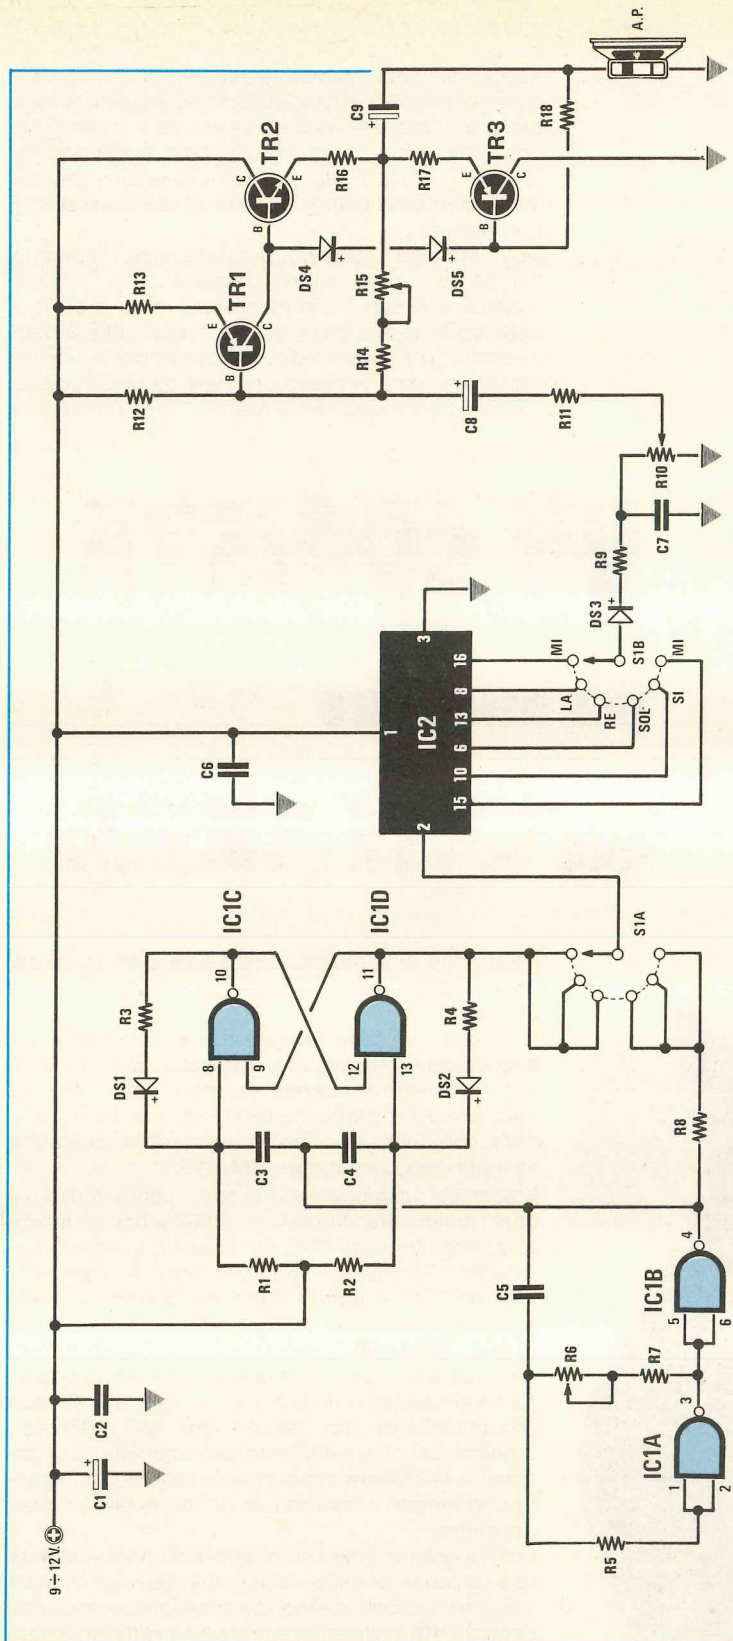 9÷12 V.
C1
C2
R1
R2
C3
C4
DS1
R3
DS2
R4
8
9
10
12
13
11
IC1C
IC1D
R5
1
2
3
IC1A
R6
R7
C5
5
6
4
IC1B
R8
S1A
C6
IC2
1
2
3
15
10
6
13
8
16
MI
LA
RE
SOL
SI
MI
S1B
DS3
R9
C7
R10
R11
C8
R12
R13
B
E
C
TR1
R14
R15
DS4
DS5
B
C
E
TR2
R16
R17
B
E
C
TR3
C9
R18
A.P.